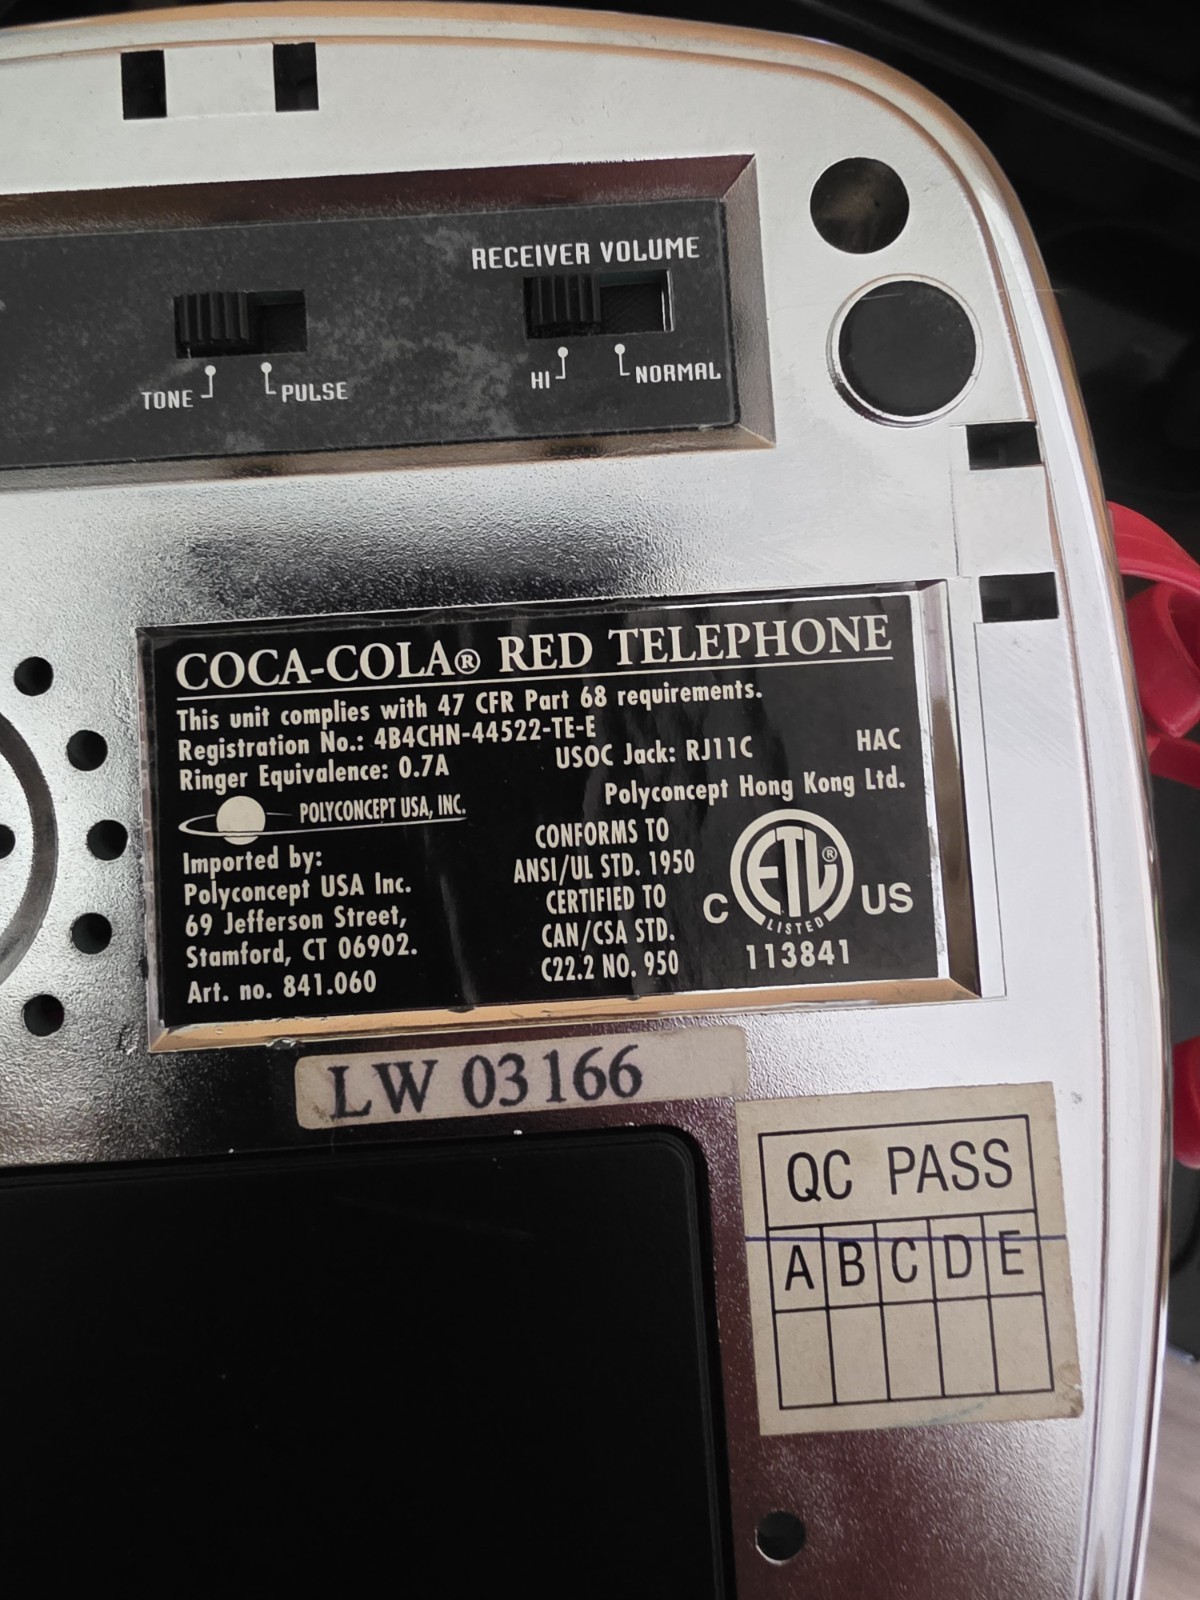 RECEIVER VOLUME
TONE PULSE
HI NORMAL
COCA-COLA® RED TELEPHONE
This unit complies with 47 CFR Part 68 requirements.
Registration No.: 4B4CHN-44522-TE-E
Ringer Equivalence: 0.7A USOC Jack: RJ11C HAC
POLYCONCEPT USA, INC. Polyconcept Hong Kong Ltd.
Imported by:
Polyconcept USA Inc.
69 Jefferson Street,
Stamford, CT 06902.
Art. no. 841.060
CONFORMS TO
ANSI/UL STD. 1950
CERTIFIED TO
CAN/CSA STD.
C22.2 NO. 950
C ETL® US
LISTED
113841
LW 03166
QC PASS
A B C D E